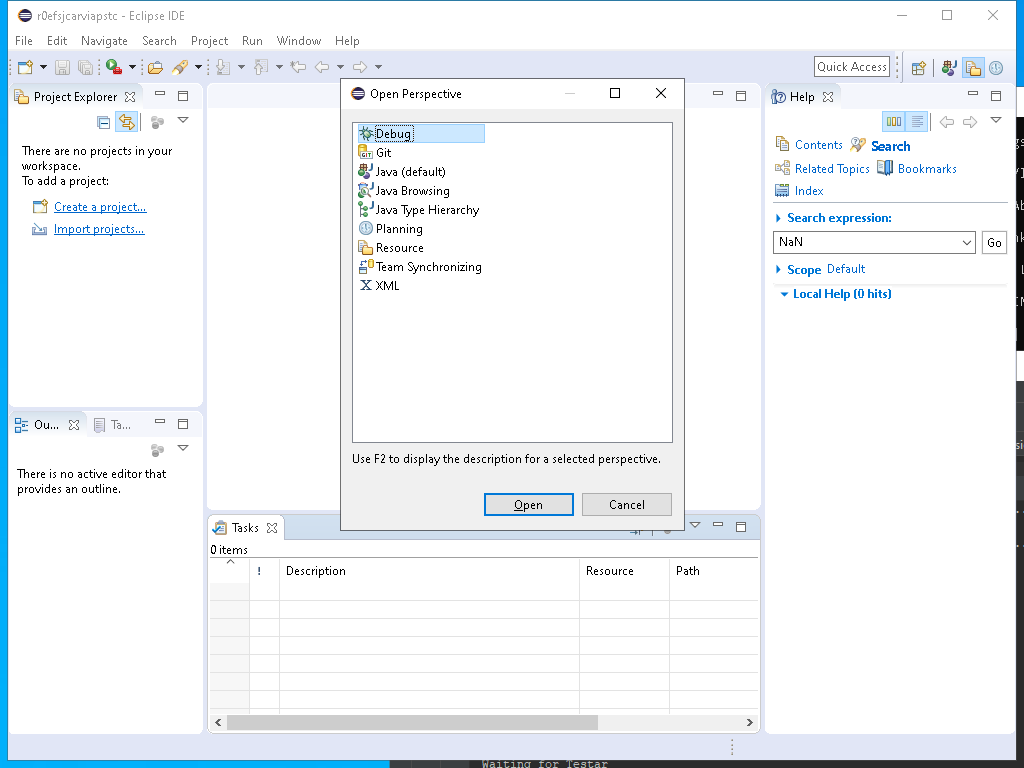 r0efsjcarviapstc - Eclipse IDE
File Edit Navigate Search Project Run Window Help
Quick Access
Project Explorer
There are no projects in your
workspace.
To add a project:
Create a project...
Import projects...
Ou...
Ta...
There is no active editor that
provides an outline.
Open Perspective
Debug
GIT Git
Java (default)
Java Browsing
Java Type Hierarchy
Planning
Resource
Team Synchronizing
X XML
Use F2 to display the description for a selected perspective.
Open
Cancel
Tasks
0 items
! Description Resource Path
Help
Contents
Search
Related Topics
Bookmarks
Index
Search expression:
NaN
Go
Scope Default
Local Help (0 hits)
Waiting for Testar